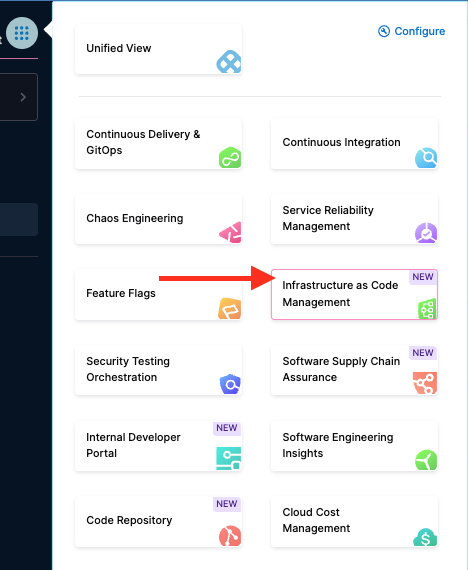 Configure
Unified View
Continuous Delivery &
GitOps
Continuous Integration
Chaos Engineering
Service Reliability
Management
Feature Flags
NEW
Infrastructure as Code
Management
Security Testing
Orchestration
NEW
Software Supply Chain
Assurance
NEW
Internal Developer
Portal
Software Engineering
Insights
NEW
Code Repository
Cloud Cost
Management